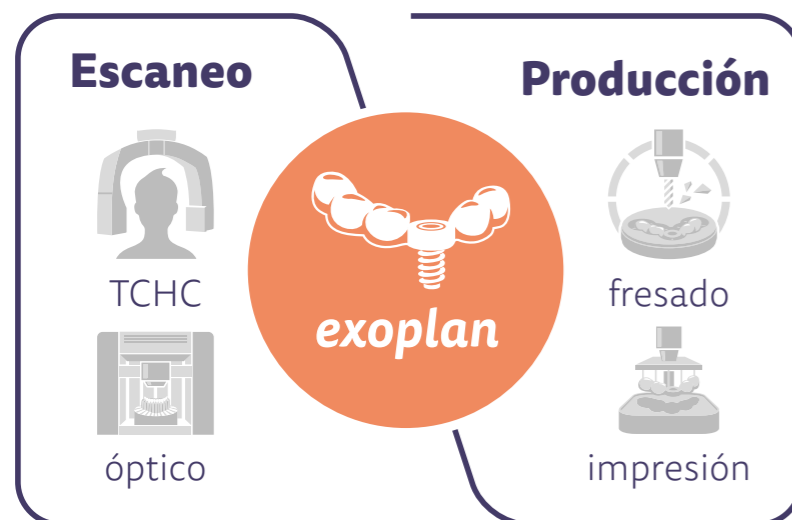 Escaneo
TCHC
óptico
exoplan
Producción
fresado
impresión